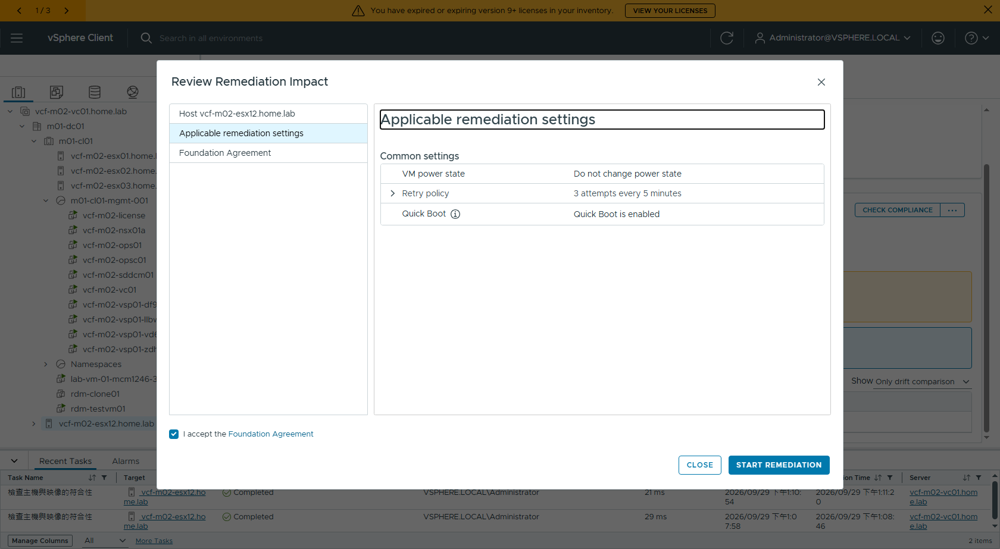 1 / 3
You have expired or expiring version 9+ licenses in your inventory.
VIEW YOUR LICENSES
vSphere Client
Search in all environments
Administrator@VSPHERE.LOCAL
Review Remediation Impact
Host vcf-m02-esx12.home.lab
Applicable remediation settings
Foundation Agreement
Applicable remediation settings
Common settings
VM power state Do not change power state
Retry policy 3 attempts every 5 minutes
Quick Boot Quick Boot is enabled
I accept the Foundation Agreement
CLOSE
START REMEDIATION
vcf-m02-vc01.home.lab
m01-dc01
m01-cl01
vcf-m02-esx01.home.l
vcf-m02-esx02.home.
vcf-m02-esx03.home.
m01-cl01-mgmt-001
vcf-m02-license
vcf-m02-nsx01a
vcf-m02-ops01
vcf-m02-opsc01
vcf-m02-sddcm01
vcf-m02-vc01
vcf-m02-vsp01-df9
vcf-m02-vsp01-llbv
vcf-m02-vsp01-vd6
vcf-m02-vsp01-zdh
Namespaces
lab-vm-01-mcm1246-3
rdm-clone01
rdm-testvm01
vcf-m02-esx12.home.lab
CHECK COMPLIANCE
Show Only drift comparison
Recent Tasks Alarms
Task Name Target on Time Server
檢查主機與映像的符合性 vcf-m02-esx12.ho Completed VSPHERE.LOCAL\Administrator 21 ms 2026/09/29 下午1:10: 2026/09/29 下午1:11:2 vcf-m02-vc01.hom
me.lab 54 0 e.lab
檢查主機與映像的符合性 vcf-m02-esx12.ho Completed VSPHERE.LOCAL\Administrator 29 ms 2026/09/29 下午1:0 2026/09/29 下午1:08: vcf-m02-vc01.hom
me.lab 7:58 46 e.lab
Manage Columns All More Tasks 2 items